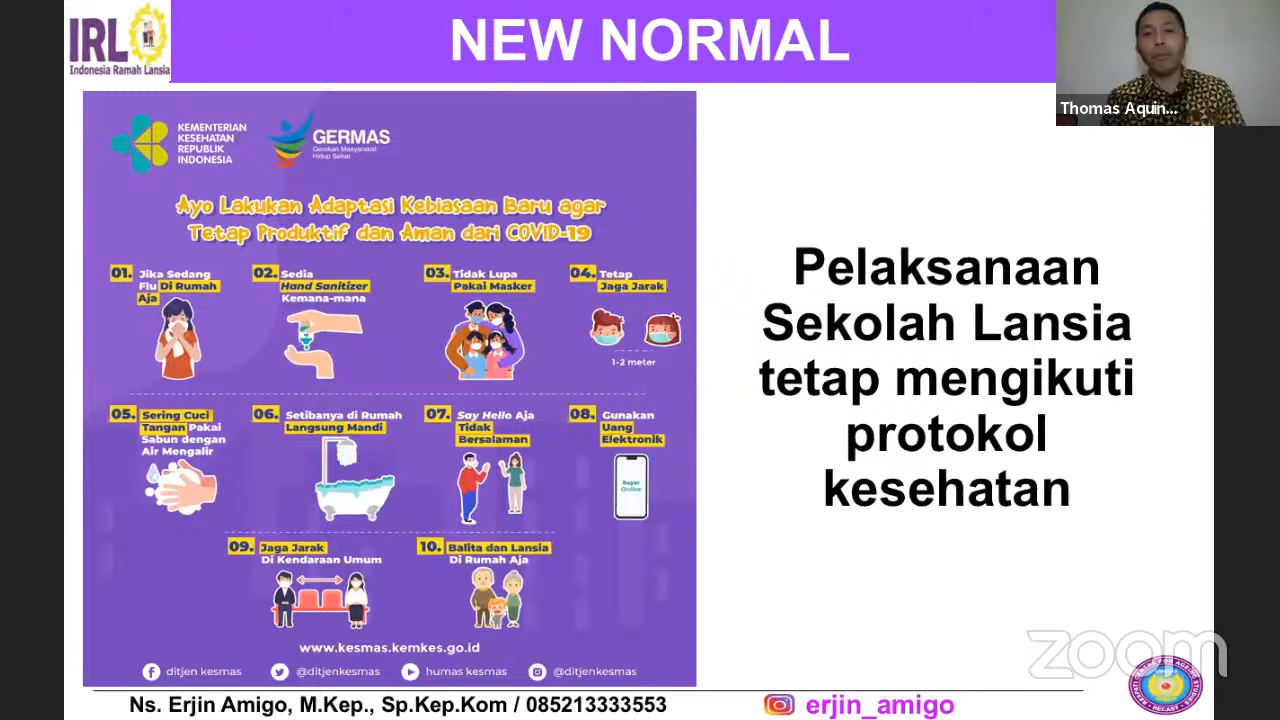 IRL
Indonesia Ramah Lansia
NEW NORMAL
Thomas Aquin...
KEMENTERIAN
KESEHATAN
REPUBLIK
INDONESIA
GERMAS
Gerakan Masyarakat
Hidup Sehat
Ayo Lakukan Adaptasi Kebiasaan Baru agar
Tetap Produktif dan Aman dari COVID-19
01. Jika Sedang
Flu Di Rumah
Aja
02. Sedia
Hand Sanitizer
Kemana-mana
03. Tidak Lupa
Pakai Masker
04. Tetap
Jaga Jarak
1-2 meter
05. Sering Cuci
Tangan Pakai
Sabun dengan
Air Mengalir
06. Setibanya di Rumah
Langsung Mandi
07. Say Hello Aja
Tidak
Bersalaman
08. Gunakan
Uang
Elektronik
Bayar
Online
09. Jaga Jarak
Di Kendaraan Umum
10. Balita dan Lansia
Di Rumah Aja
www.kesmas.kemkes.go.id
ditjen kesmas
@ditjenkesmas
humas kesmas
@ditjenkesmas
Pelaksanaan
Sekolah Lansia
tetap mengikuti
protokol
kesehatan
zoom
Ns. Erjin Amigo, M.Kep., Sp.Kep.Kom / 085213333553
erjin_amigo